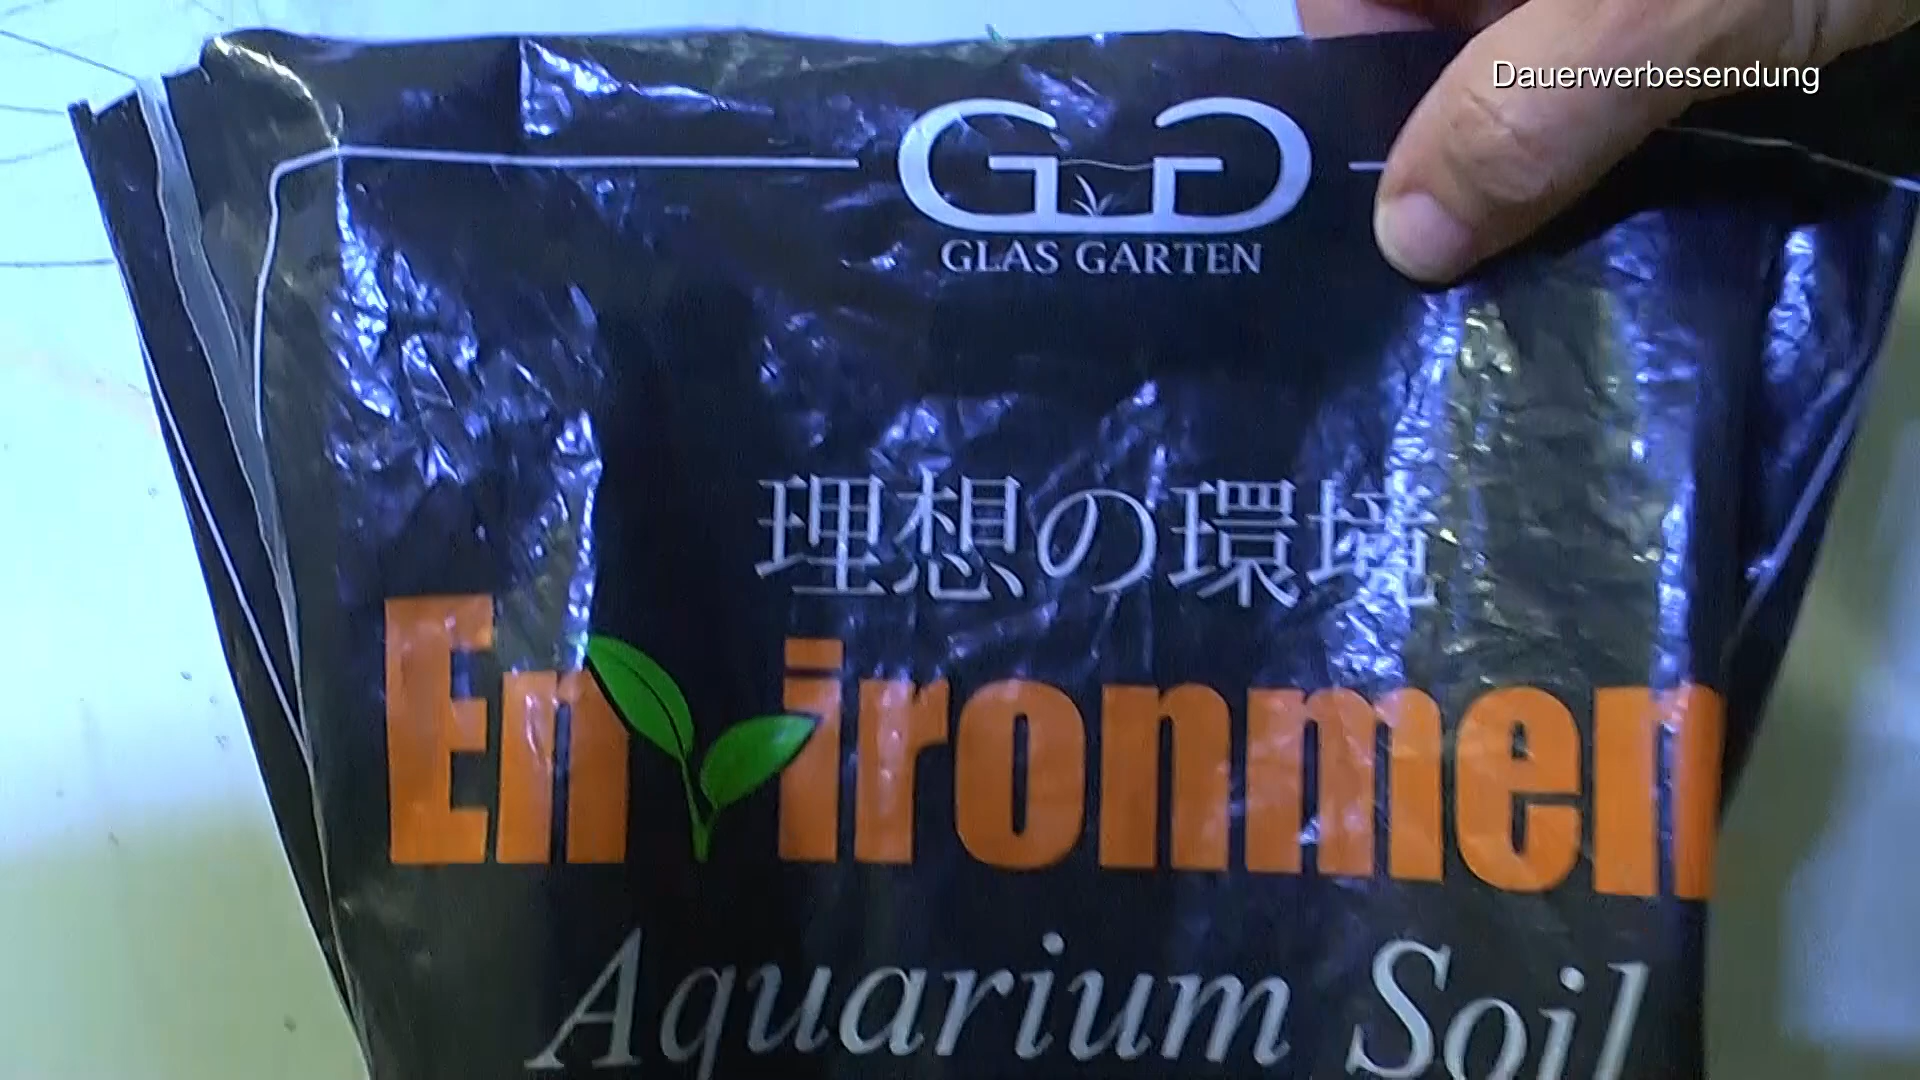 Dauerwerbesendung
GG
GLAS GARTEN
理想の環境
Environmen
Aquarium Soil